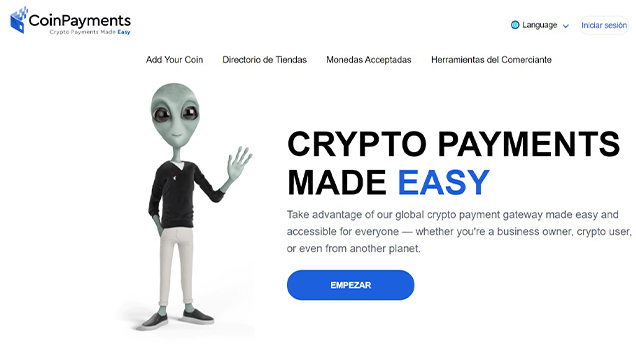 CoinPayments
Crypto Payments Made Easy
Language
Iniciar sesión
Add Your Coin Directorio de Tiendas Monedas Acceptadas Herramientas del Comerciante
CRYPTO PAYMENTS
MADE EASY
Take advantage of our global crypto payment gateway made easy and
accessible for everyone — whether you're a business owner, crypto user,
or even from another planet.
EMPEZAR